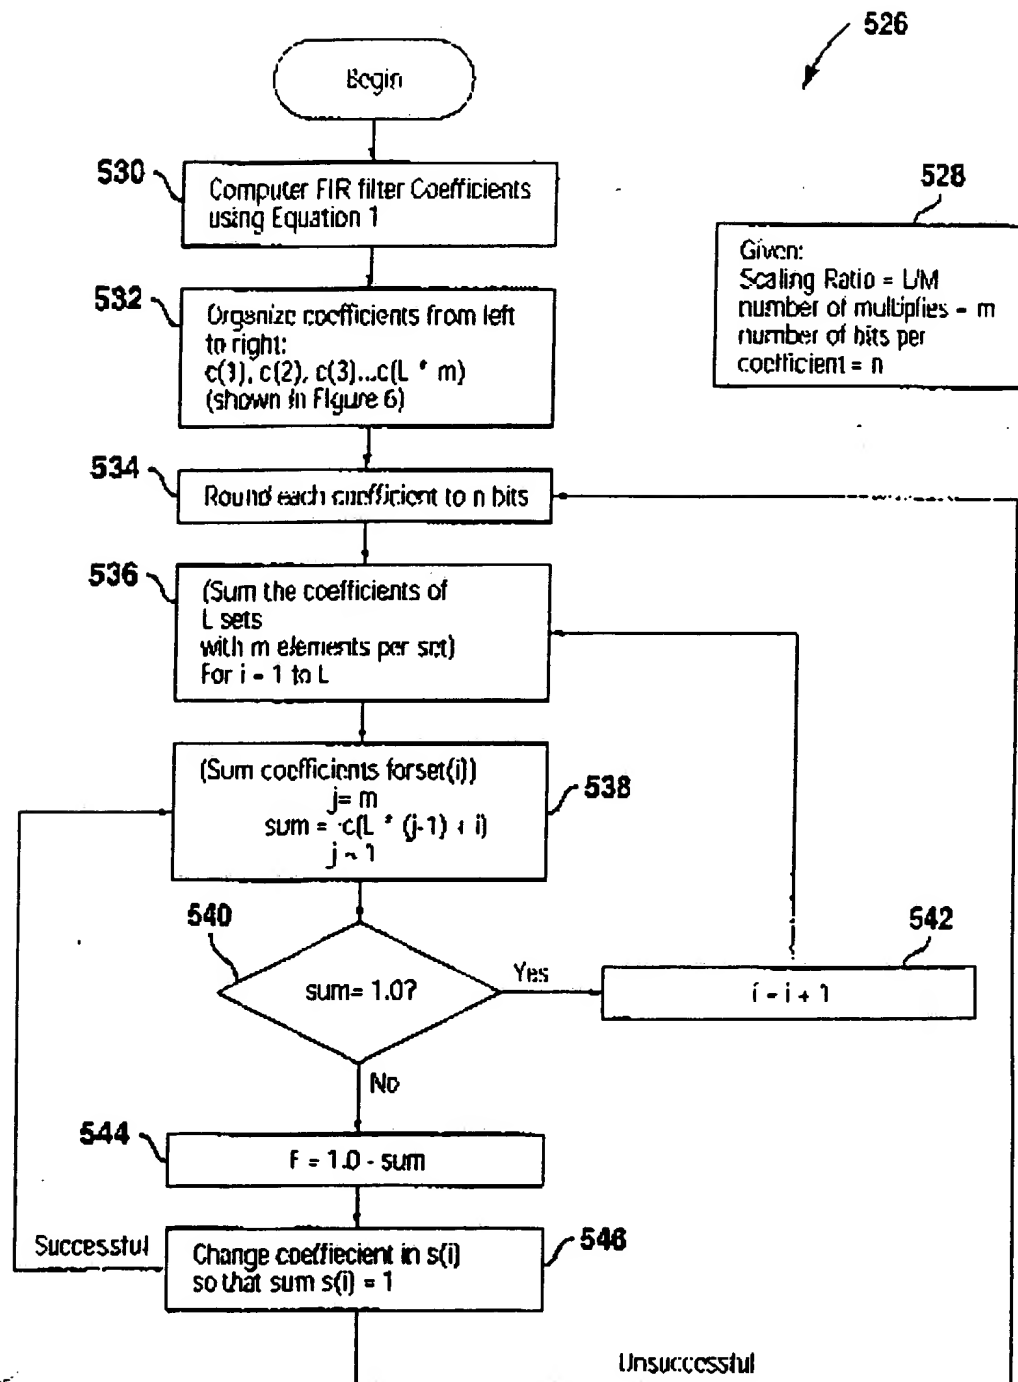 526
Begin
530
Computer FIR filter Coefficients
using Equation 1
528
Given:
Scaling Ratio = L/M
number of multiplies = m
number of bits per
coefficient = n
532
Organize coefficients from left
to right:
c(1), c(2), c(3)...c(L * m)
(shown in Figure 6)
534
Round each coefficient to n bits
536
(Sum the coefficients of
L sets
with m elements per set)
For i = 1 to L
538
(Sum coefficients forset(i))
j= m
sum = c(L * (j-1) + i)
j = 1
540
sum= 1.0?
Yes
542
i = i + 1
No
544
E = 1.0 - sum
Successful
546
Change coeffiecient in s(i)
so that sum s(i) = 1
Unsuccessful